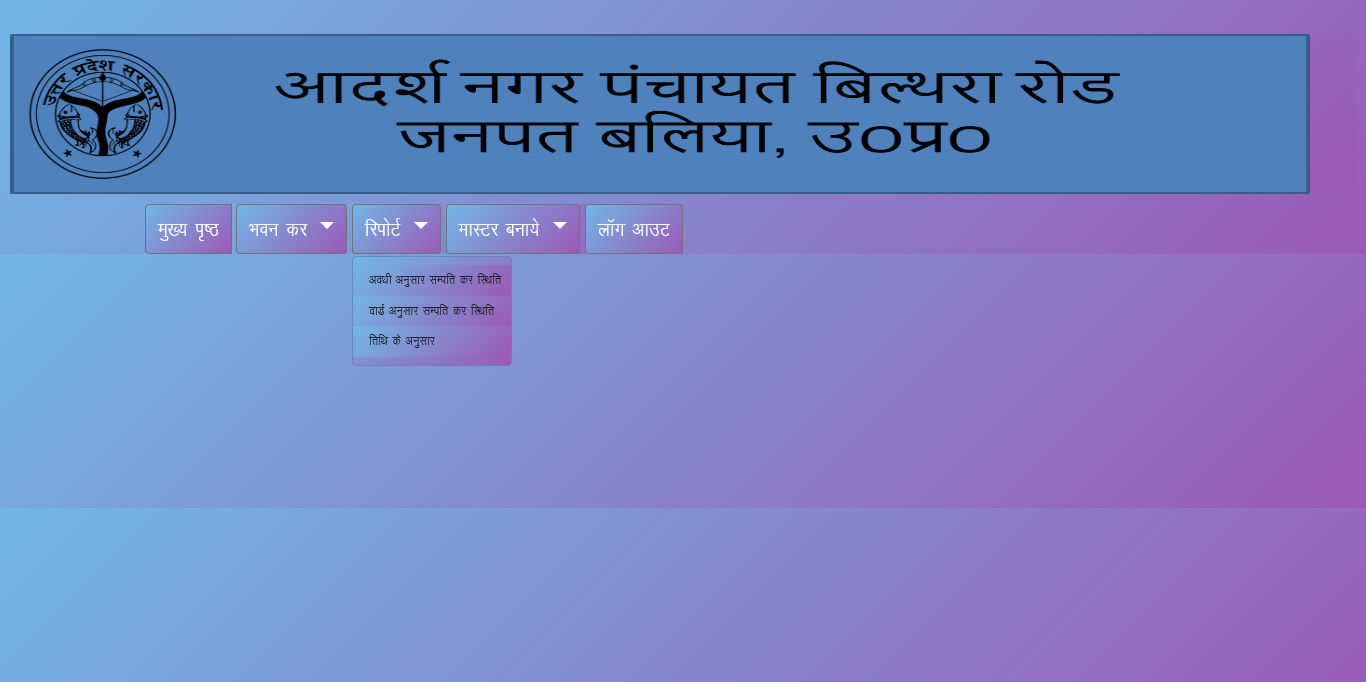 उत्तर प्रदेश सरकार
आदर्श नगर पंचायत बिल्थरा रोड
जनपत बलिया, उ०प्र०
मुख्य पृष्ठ
भवन कर
रिपोर्ट
मास्टर बनाये
लॉग आउट
अवधी अनुसार सम्पति कर स्थिति
वार्ड अनुसार सम्पति कर स्थिति
तिथि के अनुसार